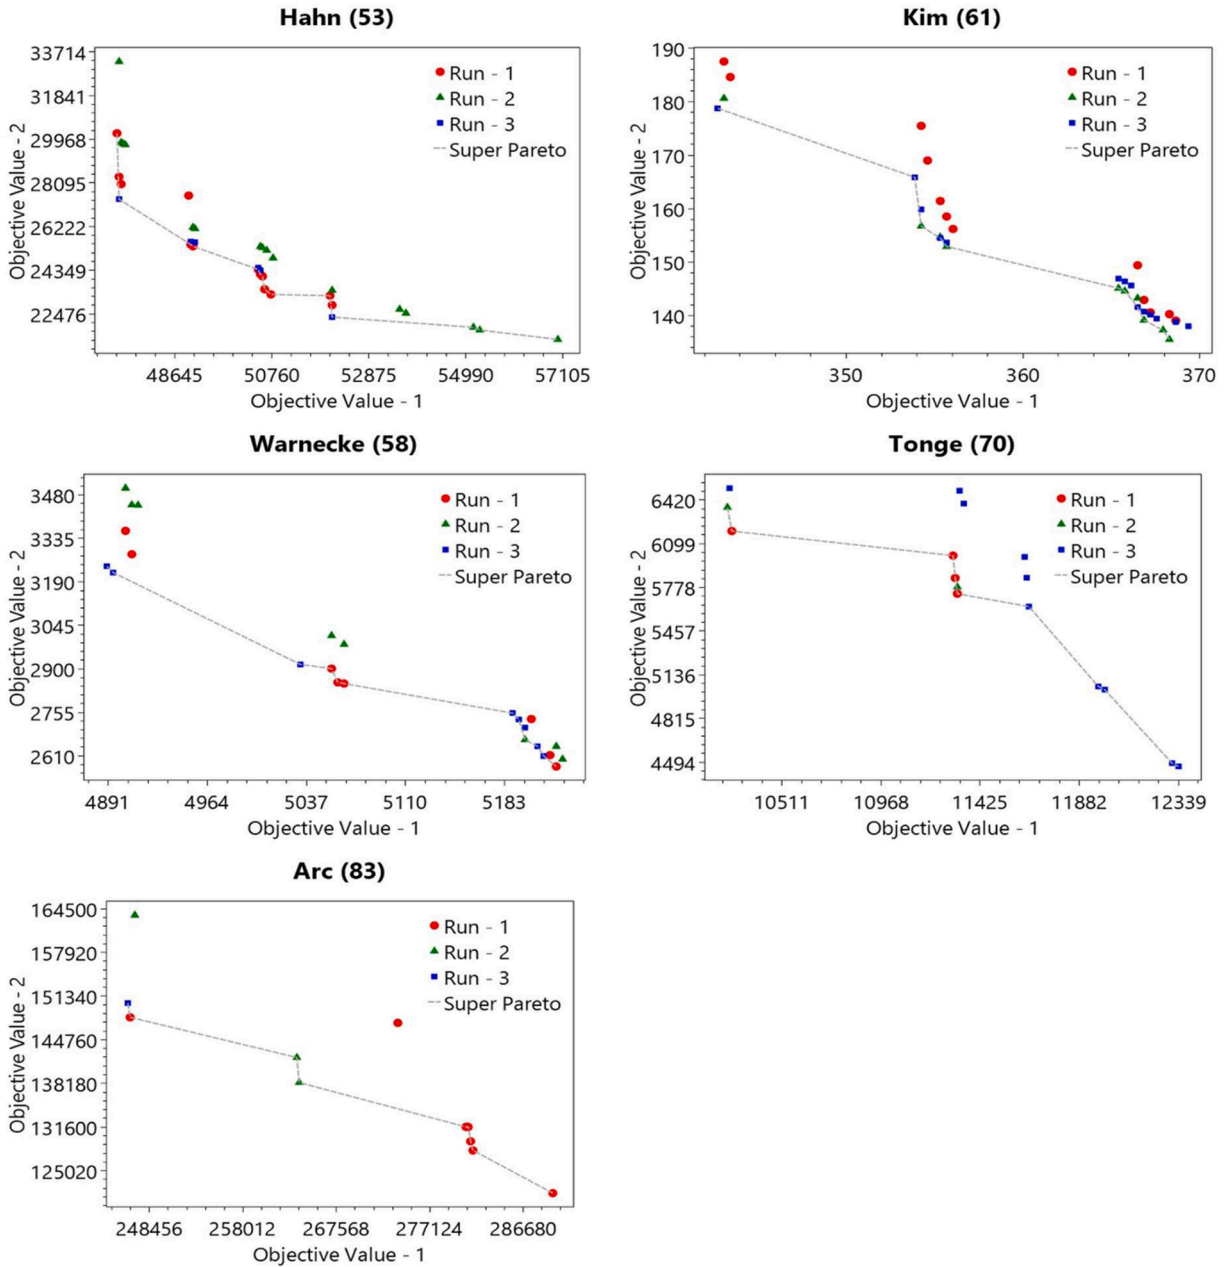 Hahn (53)
33714
31841
29968
28095
26222
24349
22476
Objective Value - 2
Run - 1
Run - 2
Run - 3
Super Pareto
48645 50760 52875 54990 57105
Objective Value - 1
Kim (61)
190
180
170
160
150
140
Objective Value - 2
Run - 1
Run - 2
Run - 3
Super Pareto
350 360 370
Objective Value - 1
Warnecke (58)
3480
3335
3190
3045
2900
2755
2610
Objective Value - 2
Run - 1
Run - 2
Run - 3
Super Pareto
4891 4964 5037 5110 5183
Objective Value - 1
Tonge (70)
6420
6099
5778
5457
5136
4815
4494
Objective Value - 2
Run - 1
Run - 2
Run - 3
Super Pareto
10511 10968 11425 11882 12339
Objective Value - 1
Arc (83)
164500
157920
151340
144760
138180
131600
125020
Objective Value - 2
Run - 1
Run - 2
Run - 3
Super Pareto
248456 258012 267568 277124 286680
Objective Value - 1